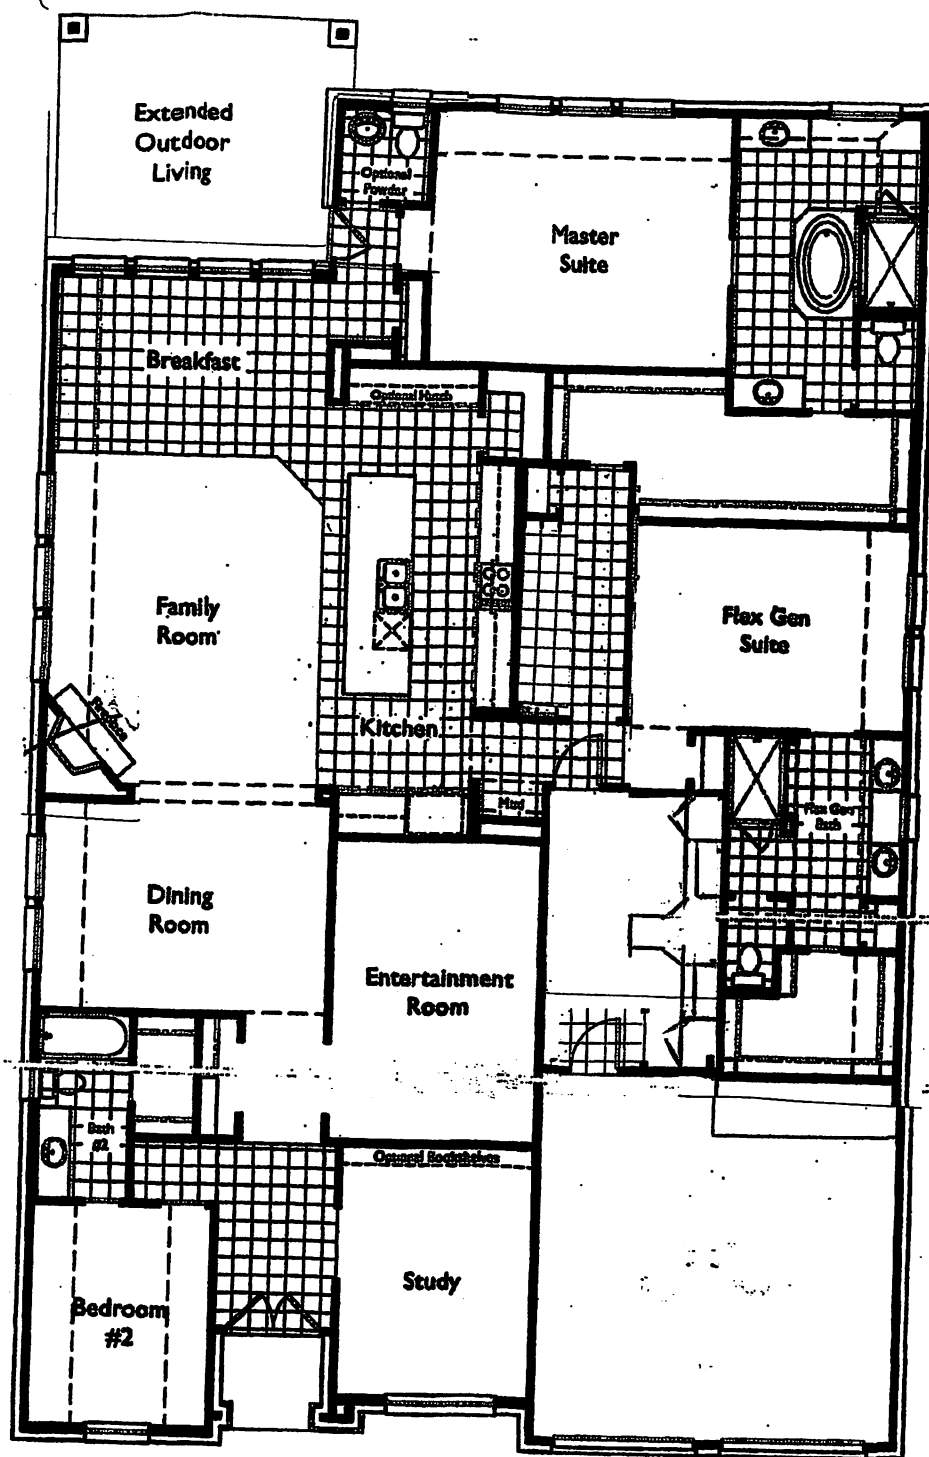 Extended
Outdoor
Living
Optional
Powder
Master
Suite
Breakfast
Optional Hutch
Family
Room
Flex Gen
Suite
Fireplace
Kitchen
Mud
Flex Gen
Bath
Dining
Room
Entertainment
Room
Bath
#2
Optional Bookshelves
Study
Bedroom
#2